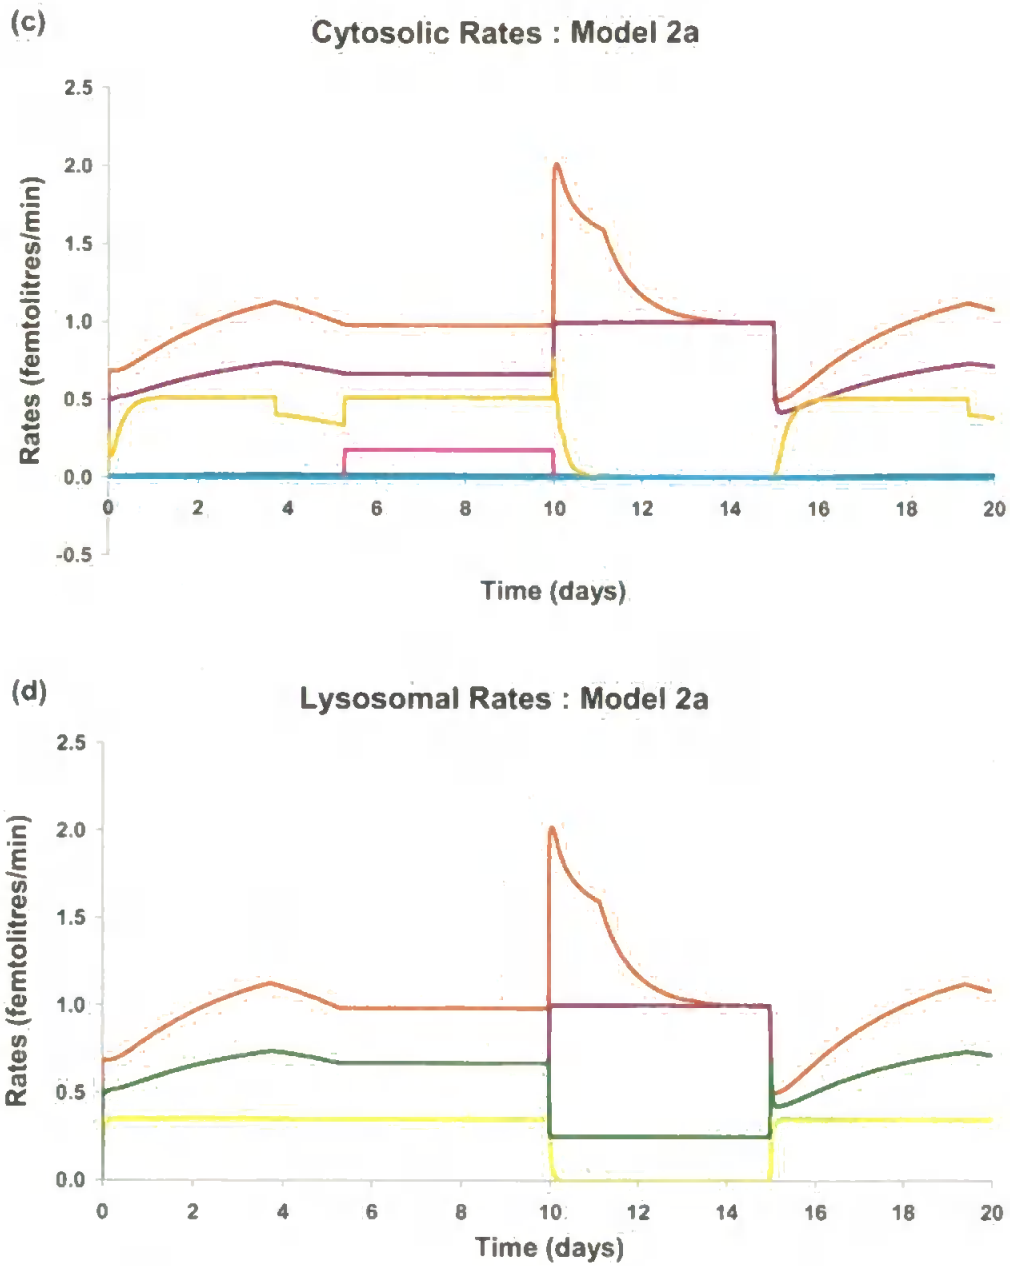 (c)
Cytosolic Rates : Model 2a
Rates (femtolitres/min)
2.5
2.0
1.5
1.0
0.5
0.0
-0.5
0 2 4 6 8 10 12 14 16 18 20
Time (days)
(d)
Lysosomal Rates : Model 2a
Rates (femtolitres/min)
2.5
2.0
1.5
1.0
0.5
0.0
0 2 4 6 8 10 12 14 16 18 20
Time (days)